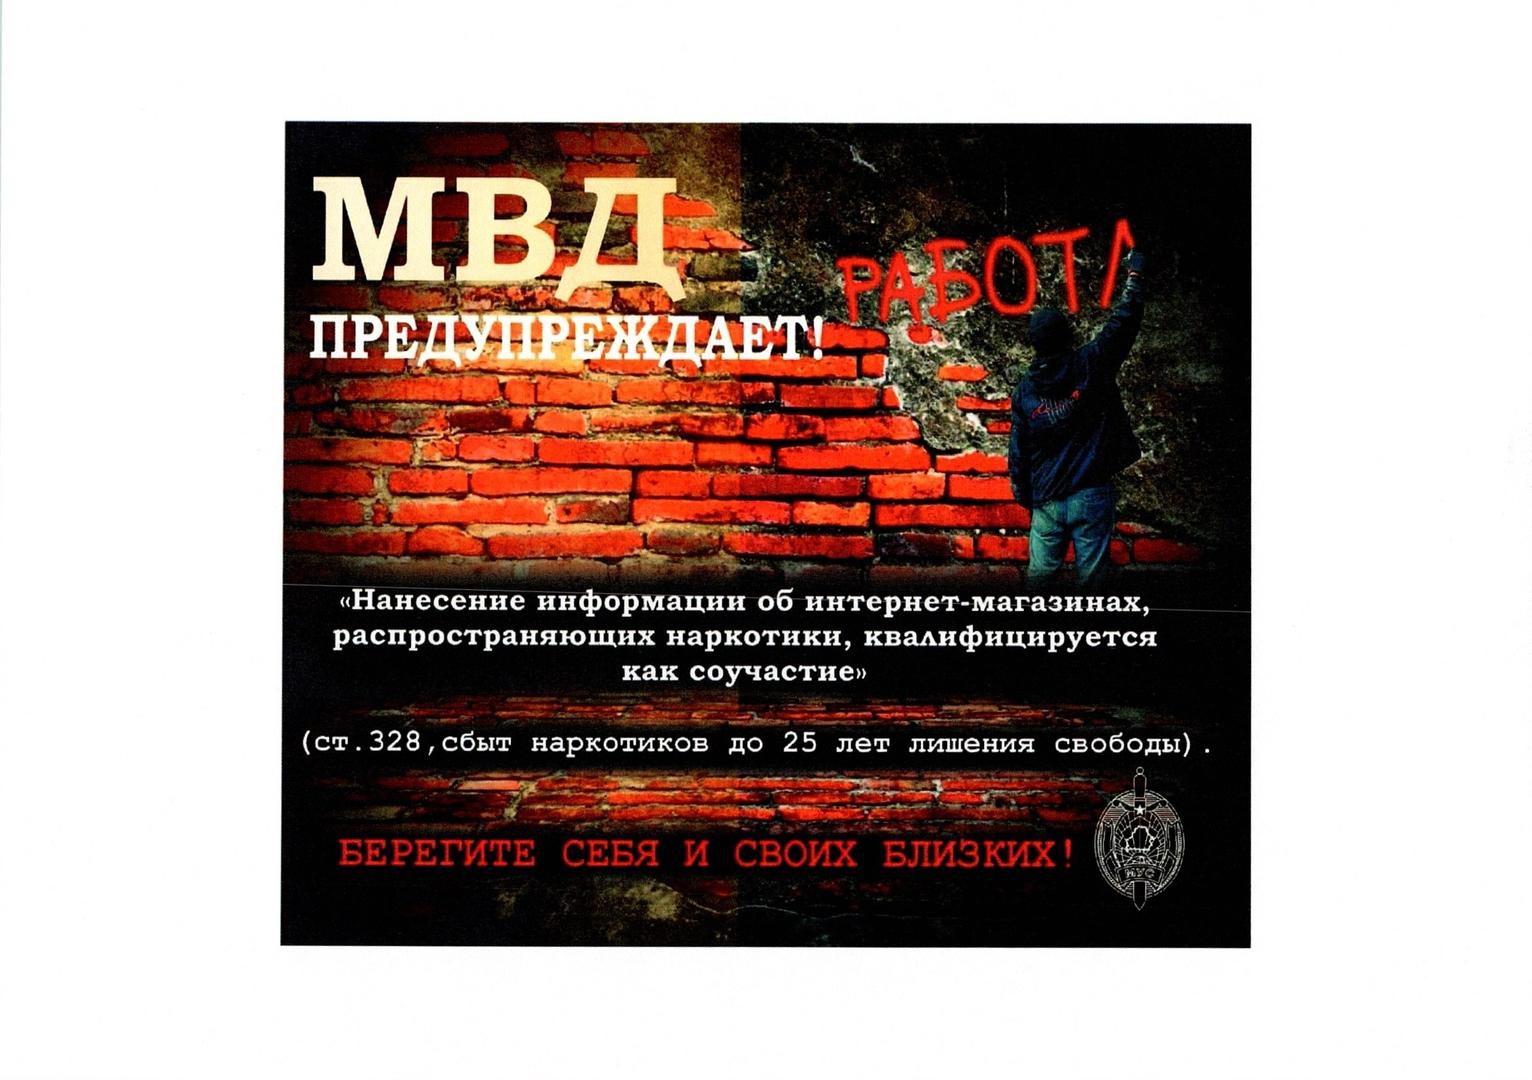 МВД
ПРЕДУПРЕЖДАЕТ!
РАБОТА
«Нанесение информации об интернет-магазинах,
распространяющих наркотики, квалифицируется
как соучастие»
(ст.328,сбыт наркотиков до 25 лет лишения свободы).
БЕРЕГИТЕ СЕБЯ И СВОИХ БЛИЗКИХ!
МУС